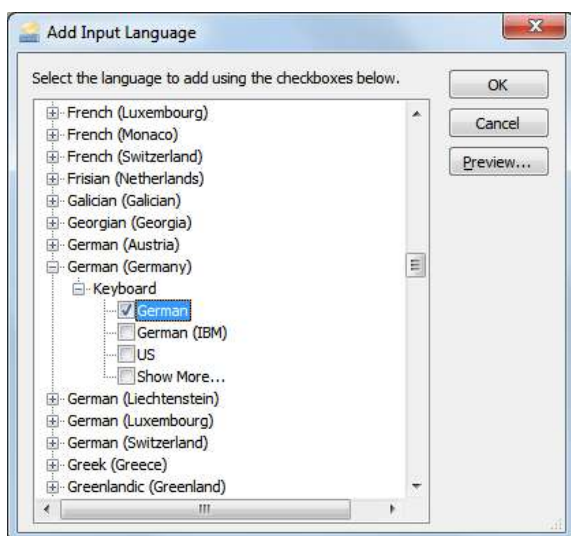 Add Input Language
Select the language to add using the checkboxes below.
OK
Cancel
Preview...
French (Luxembourg)
French (Monaco)
French (Switzerland)
Frisian (Netherlands)
Galician (Galician)
Georgian (Georgia)
German (Austria)
German (Germany)
Keyboard
German
German (IBM)
US
Show More...
German (Liechtenstein)
German (Luxembourg)
German (Switzerland)
Greek (Greece)
Greenlandic (Greenland)